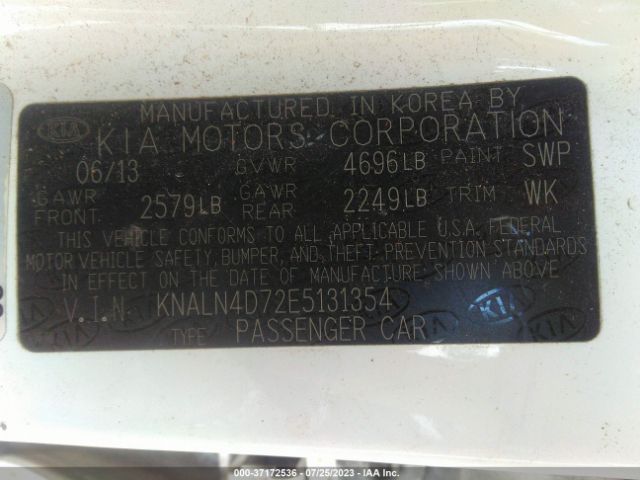 MANUFACTURED IN KOREA BY
KIA KIA MOTORS CORPORATION
06/13 GVWR 4696LB PAINT SWP
GAWR FRONT 2579LB GAWR REAR 2249LB TRIM WK
THIS VEHICLE CONFORMS TO ALL APPLICABLE U.S.A. FEDERAL
MOTOR VEHICLE SAFETY, BUMPER, AND THEFT PREVENTION STANDARDS
IN EFFECT ON THE DATE OF MANUFACTURE SHOWN ABOVE
V.I.N. KNALN4D72E5131354
TYPE PASSENGER CAR
000-37172536 - 07/25/2023 - IAA Inc.